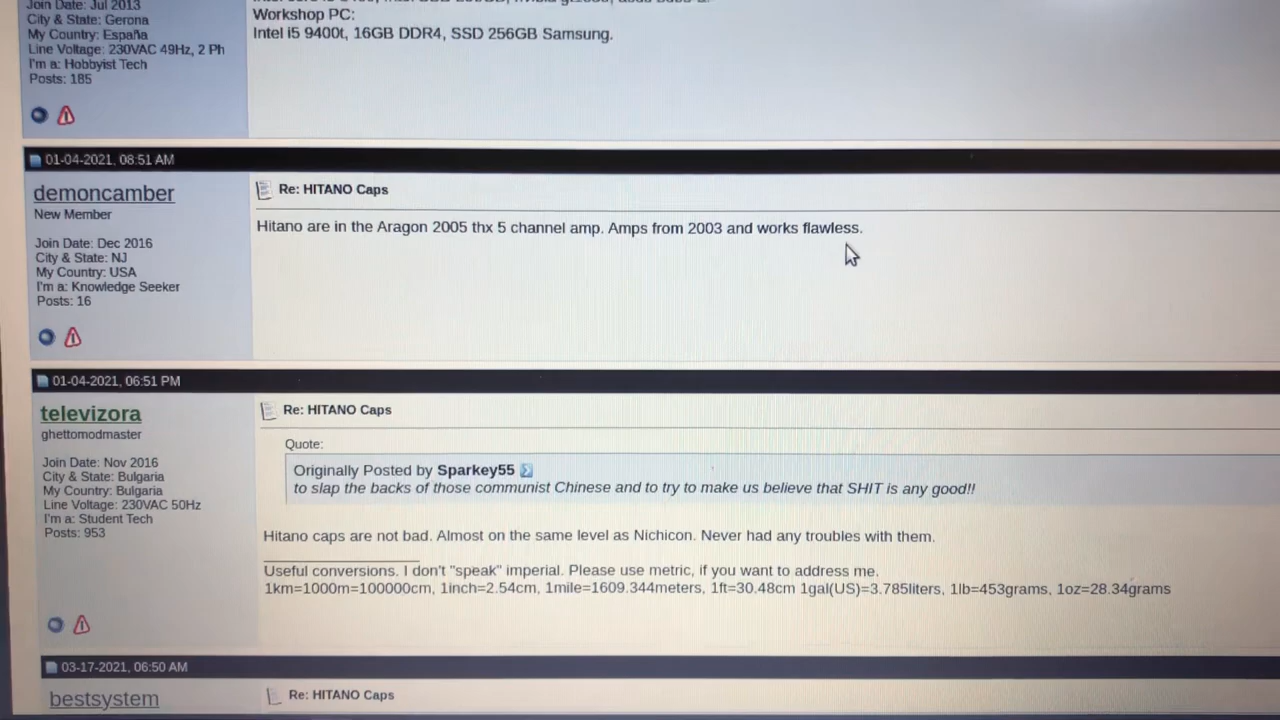 Join Date: Jul 2013
City & State: Gerona
My Country: España
Line Voltage: 230VAC 49Hz, 2 Ph
I'm a: Hobbyist Tech
Posts: 185
Workshop PC:
Intel i5 9400t, 16GB DDR4, SSD 256GB Samsung.
01-04-2021, 08:51 AM
demoncamber
New Member
Join Date: Dec 2016
City & State: NJ
My Country: USA
I'm a: Knowledge Seeker
Posts: 16
Re: HITANO Caps
Hitano are in the Aragon 2005 thx 5 channel amp. Amps from 2003 and works flawless.
01-04-2021, 06:51 PM
televizora
ghettomodmaster
Join Date: Nov 2016
City & State: Bulgaria
My Country: Bulgaria
Line Voltage: 230VAC 50Hz
I'm a: Student Tech
Posts: 953
Re: HITANO Caps
Quote:
Originally Posted by Sparkey55
to slap the backs of those communist Chinese and to try to make us believe that SHIT is any good!!
Hitano caps are not bad. Almost on the same level as Nichicon. Never had any troubles with them.
Useful conversions. I don't "speak" imperial. Please use metric, if you want to address me.
1km=1000m=100000cm, 1inch=2.54cm, 1mile=1609.344meters, 1ft=30.48cm 1gal(US)=3.785liters, 1lb=453grams, 1oz=28.34grams
03-17-2021, 06:50 AM
bestsystem
Re: HITANO Caps